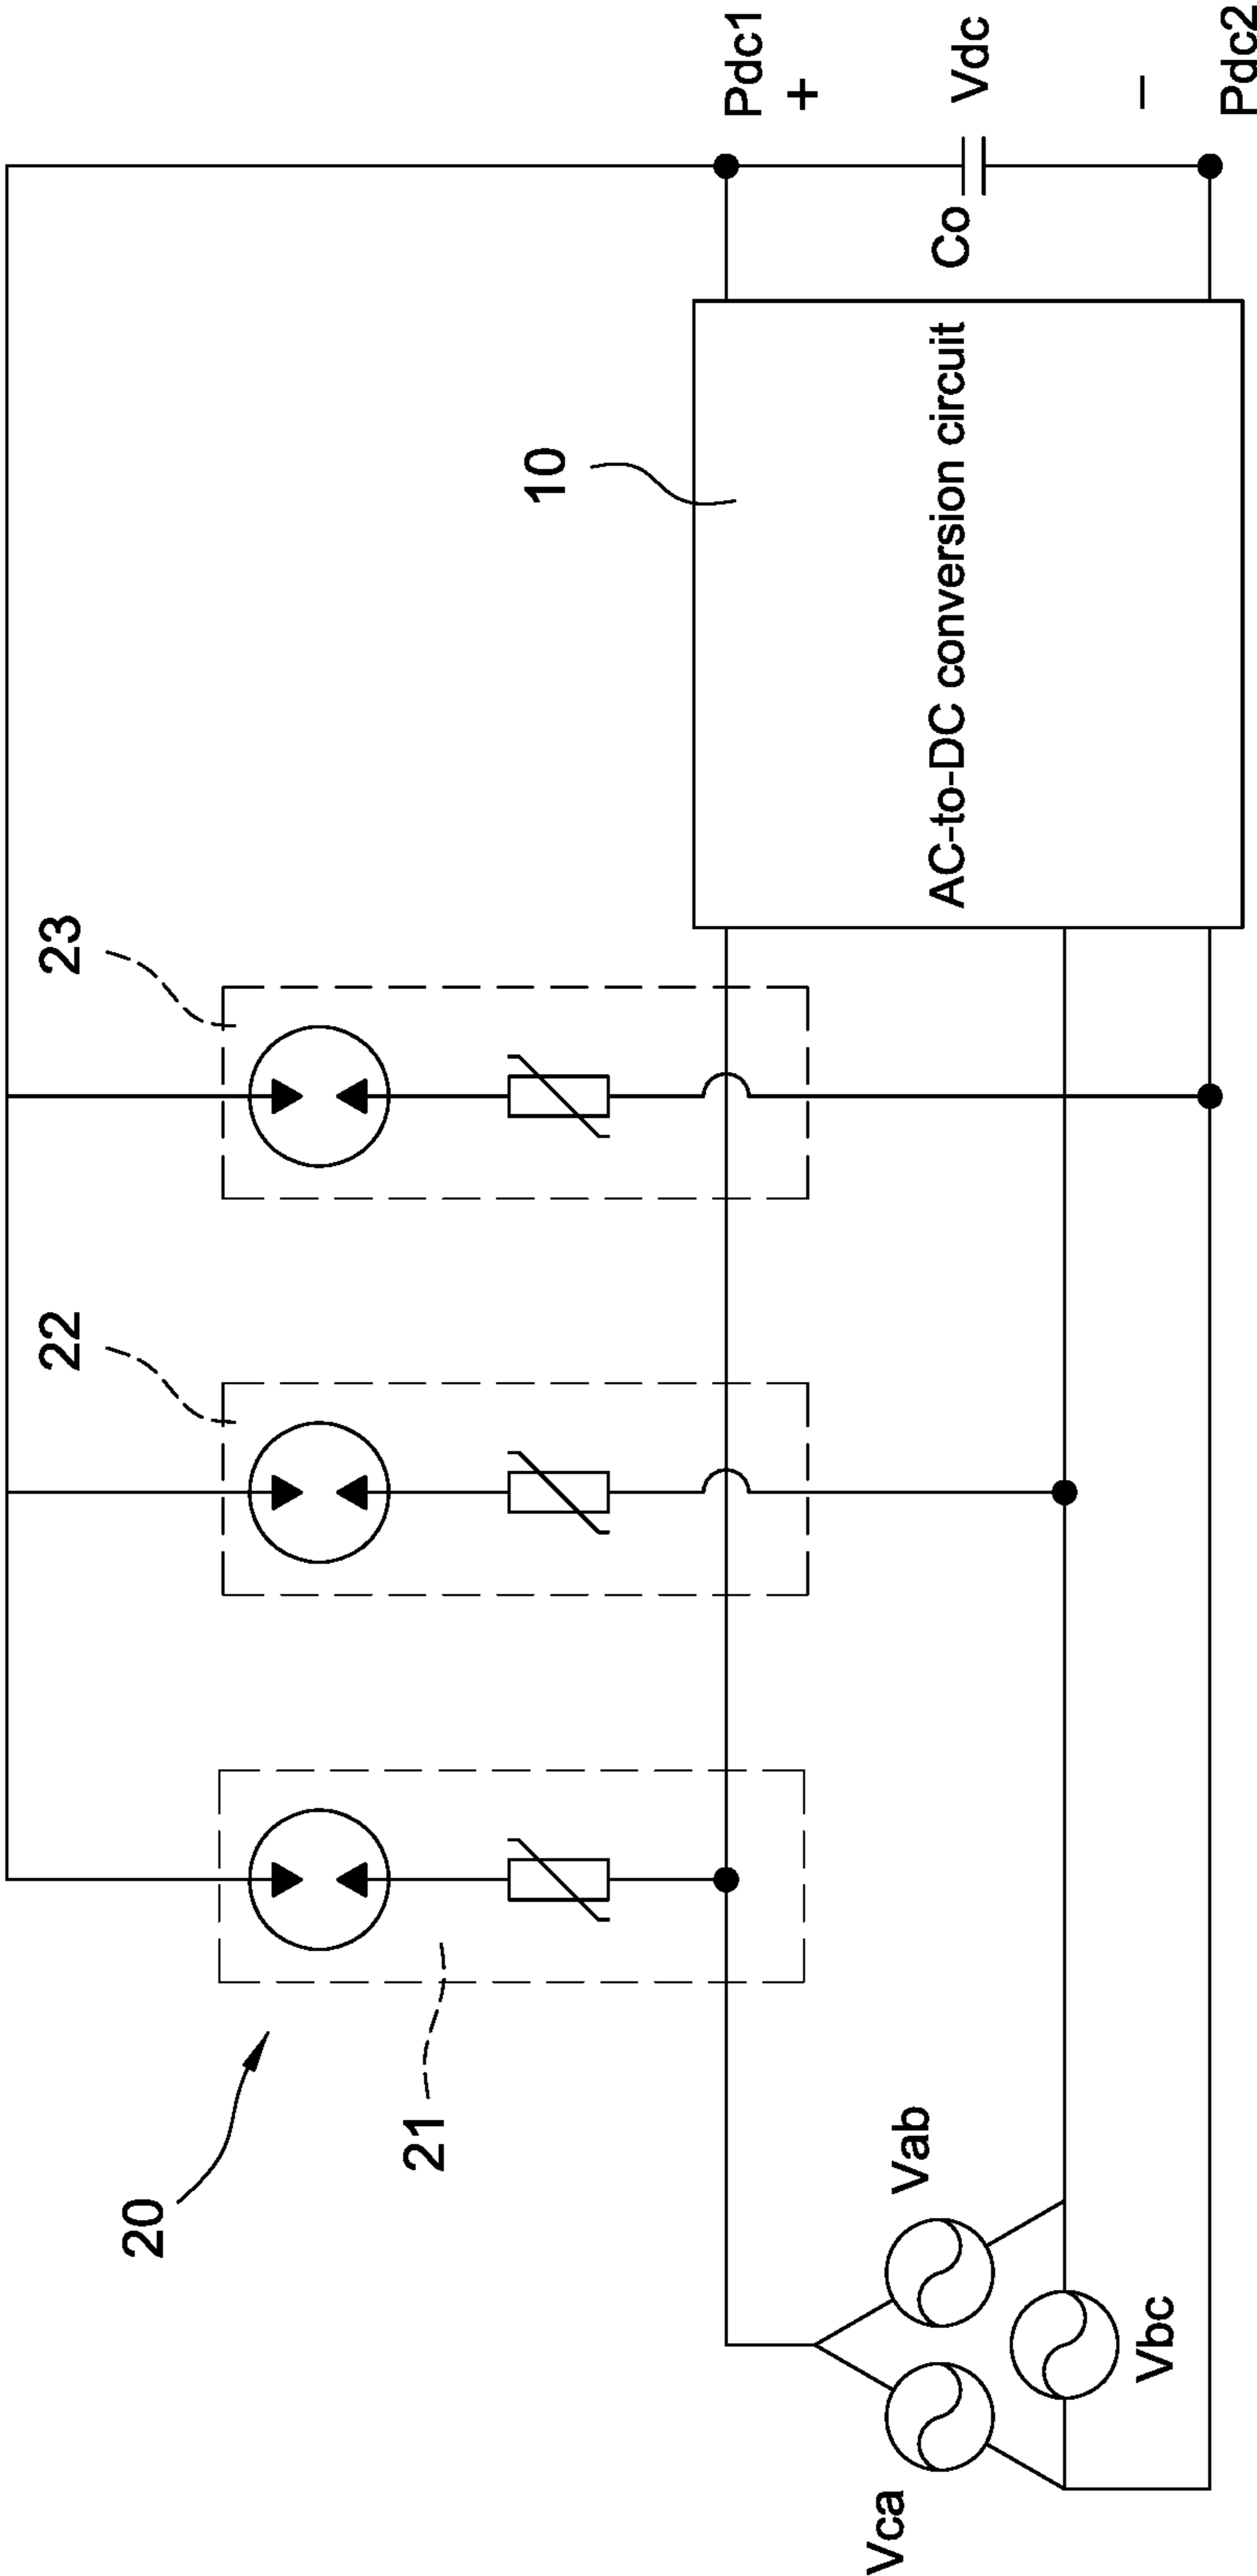 20
21
22
23
10
AC-to-DC conversion circuit
Pdc1
+
Co
Vdc
−
Pdc2
Vca
Vab
Vbc